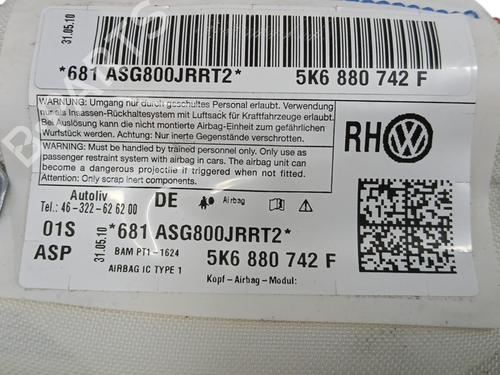 31.05.10
*681 ASG800JRRT2*
5K6 880 742 F
WARNUNG: Umgang nur durch geschultes Personal erlaubt. Verwendung
nur als Insassen-Rückhaltesystem mit Luftsack für Kraftfahrzeuge erlaubt.
Bei Auslösung kann die nicht montierte Airbag-Einheit zum gefährlichen
Wurfstück werden. Achtung: Nur inerte Gegenstände verschrotten.
WARNING: Must be handled by trained personnel only. Only use as
passenger restraint system with airbag in cars. The airbag unit can
become a dangerous projectile if triggered when not fitted.
Attention: Only scrap inert components.
RH
Autoliv
Tel.: 46-322-62 62 00
DE
Airbag
01S
ASP
31.05.10
*681 ASG800JRRT2*
BAM PT1-1624
AIRBAG IC TYPE 1
5K6 880 742 F
Kopf-Airbag-Modul: